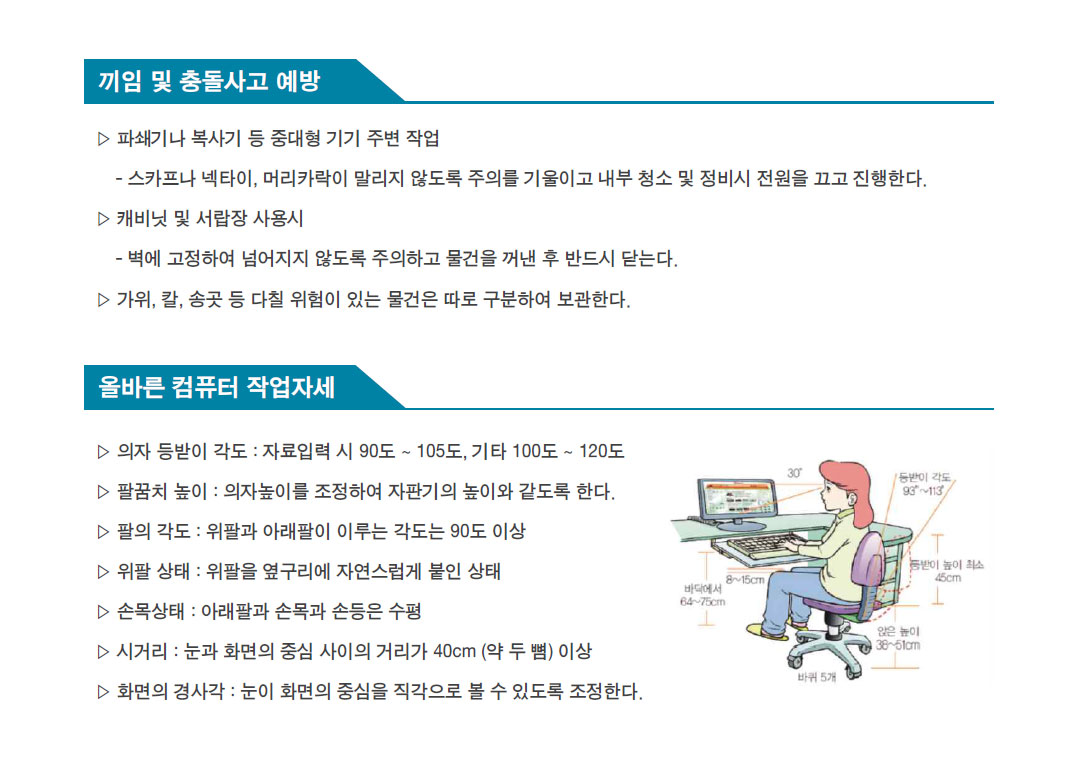 끼임 및 충돌사고 예방
▷ 파쇄기나 복사기 등 중대형 기기 주변 작업
- 스카프나 넥타이, 머리카락이 말리지 않도록 주의를 기울이고 내부 청소 및 정비시 전원을 끄고 진행한다.
▷ 캐비닛 및 서랍장 사용시
- 벽에 고정하여 넘어지지 않도록 주의하고 물건을 꺼낸 후 반드시 닫는다.
▷ 가위, 칼, 송곳 등 다칠 위험이 있는 물건은 따로 구분하여 보관한다.
올바른 컴퓨터 작업자세
▷ 의자 등받이 각도 : 자료입력 시 90도 ~ 105도, 기타 100도 ~ 120도
▷ 팔꿈치 높이 : 의자높이를 조정하여 자판기의 높이와 같도록 한다.
▷ 팔의 각도 : 위팔과 아래팔이 이루는 각도는 90도 이상
▷ 위팔 상태 : 위팔을 옆구리에 자연스럽게 붙인 상태
▷ 손목상태 : 아래팔과 손목과 손등은 수평
▷ 시거리 : 눈과 화면의 중심 사이의 거리가 40cm (약 두 뼘) 이상
▷ 화면의 경사각 : 눈이 화면의 중심을 직각으로 볼 수 있도록 조정한다.
30°
등받이 각도
93°~113°
등받이 높이 최소
45cm
8~15cm
바닥에서
64~75cm
앉은 높이
38~51cm
바퀴 5개